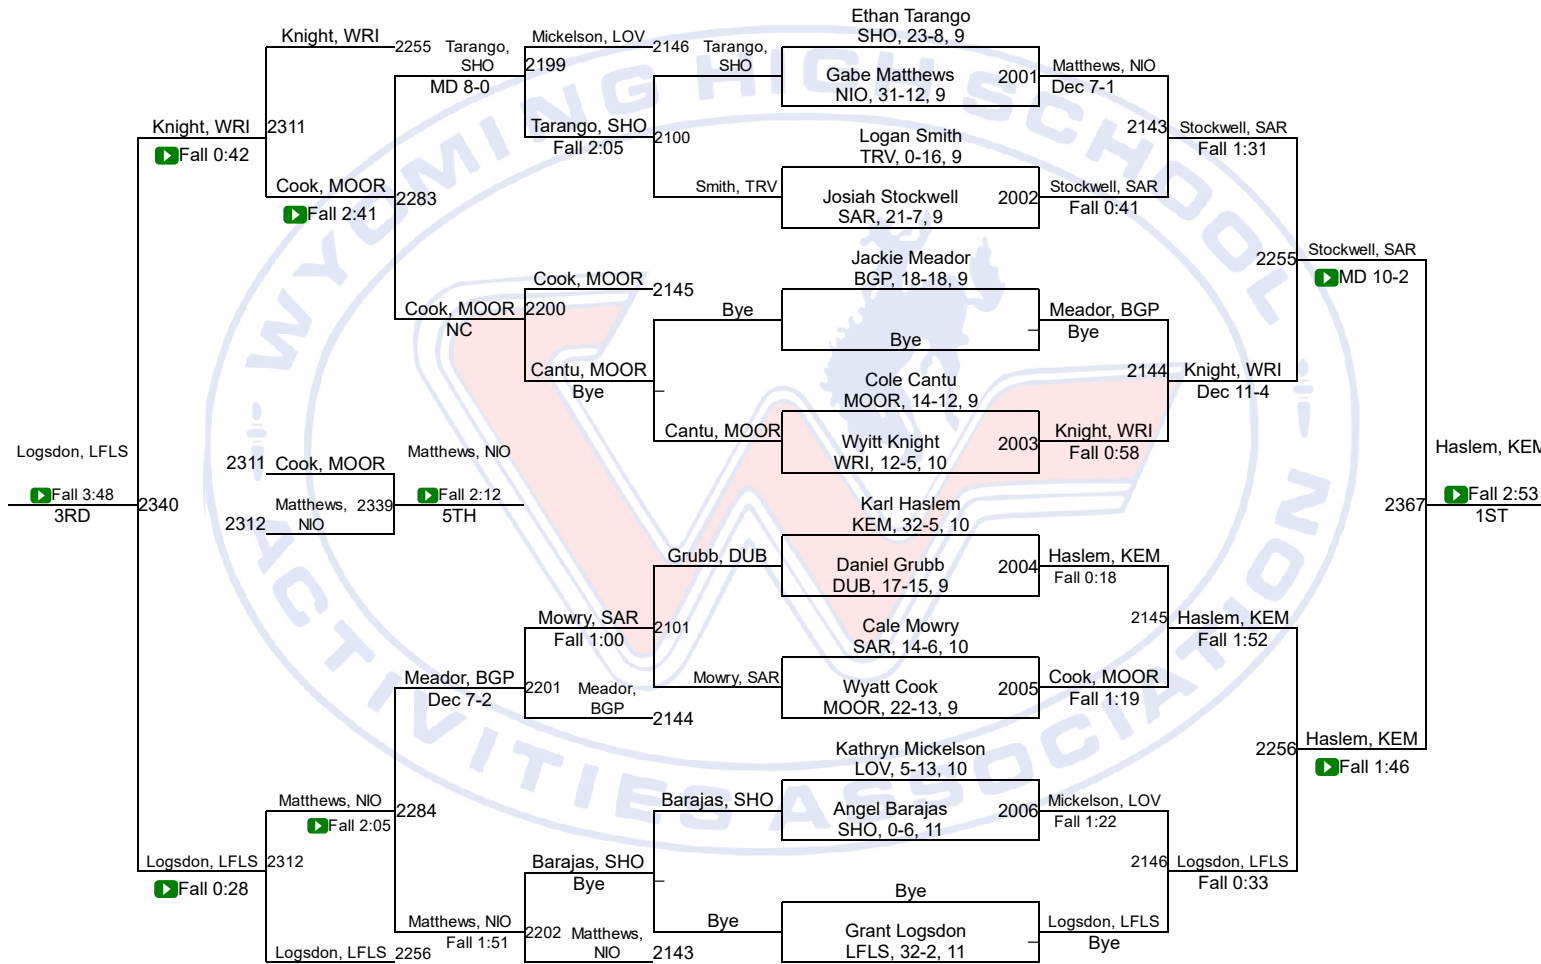 WYOMING HIGH SCHOOL
ACTIVITIES ASSOCIATION
Ethan Tarango
SHO, 23-8, 9
Gabe Matthews
NIO, 31-12, 9
2001
Logan Smith
TRV, 0-16, 9
Josiah Stockwell
SAR, 21-7, 9
2002
Jackie Meador
BGP, 18-18, 9
Bye
Cole Cantu
MOOR, 14-12, 9
Wyitt Knight
WRI, 12-5, 10
2003
Karl Haslem
KEM, 32-5, 10
Daniel Grubb
DUB, 17-15, 9
2004
Cale Mowry
SAR, 14-6, 10
Wyatt Cook
MOOR, 22-13, 9
2005
Kathryn Mickelson
LOV, 5-13, 10
Angel Barajas
SHO, 0-6, 11
2006
Bye
Grant Logsdon
LFLS, 32-2, 11
Matthews, NIO
Dec 7-1
Stockwell, SAR
Fall 0:41
Meador, BGP
Bye
Knight, WRI
Fall 0:58
Haslem, KEM
Fall 0:18
Cook, MOOR
Fall 1:19
Mickelson, LOV
Fall 1:22
Logsdon, LFLS
Bye
2143
Stockwell, SAR
Fall 1:31
2144
Knight, WRI
Dec 11-4
2145
Haslem, KEM
Fall 1:52
2146
Logsdon, LFLS
Fall 0:33
2255
Stockwell, SAR
MD 10-2
2256
Haslem, KEM
Fall 1:46
2367
Haslem, KEM
Fall 2:53
1ST
Tarango,
SHO
Smith, TRV
Bye
Cantu, MOOR
Grubb, DUB
Mowry, SAR
Barajas, SHO
Bye
Mickelson, LOV
2146
Tarango, SHO
Fall 2:05
2100
Cook, MOOR
2145
Cantu, MOOR
Bye
Mowry, SAR
Fall 1:00
2101
Meador,
BGP
2144
Barajas, SHO
Bye
Matthews,
NIO
2143
Tarango,
SHO
MD 8-0
2199
Cook, MOOR
NC
2200
Meador, BGP
Dec 7-2
2201
Matthews, NIO
Fall 1:51
2202
Knight, WRI
2255
Cook, MOOR
Fall 2:41
2283
Matthews, NIO
Fall 2:05
2284
Logsdon, LFLS
2256
Knight, WRI
Fall 0:42
2311
Logsdon, LFLS
Fall 0:28
2312
Logsdon, LFLS
Fall 3:48
3RD
2340
2311
Cook, MOOR
2312
Matthews,
NIO
2339
Matthews, NIO
Fall 2:12
5TH